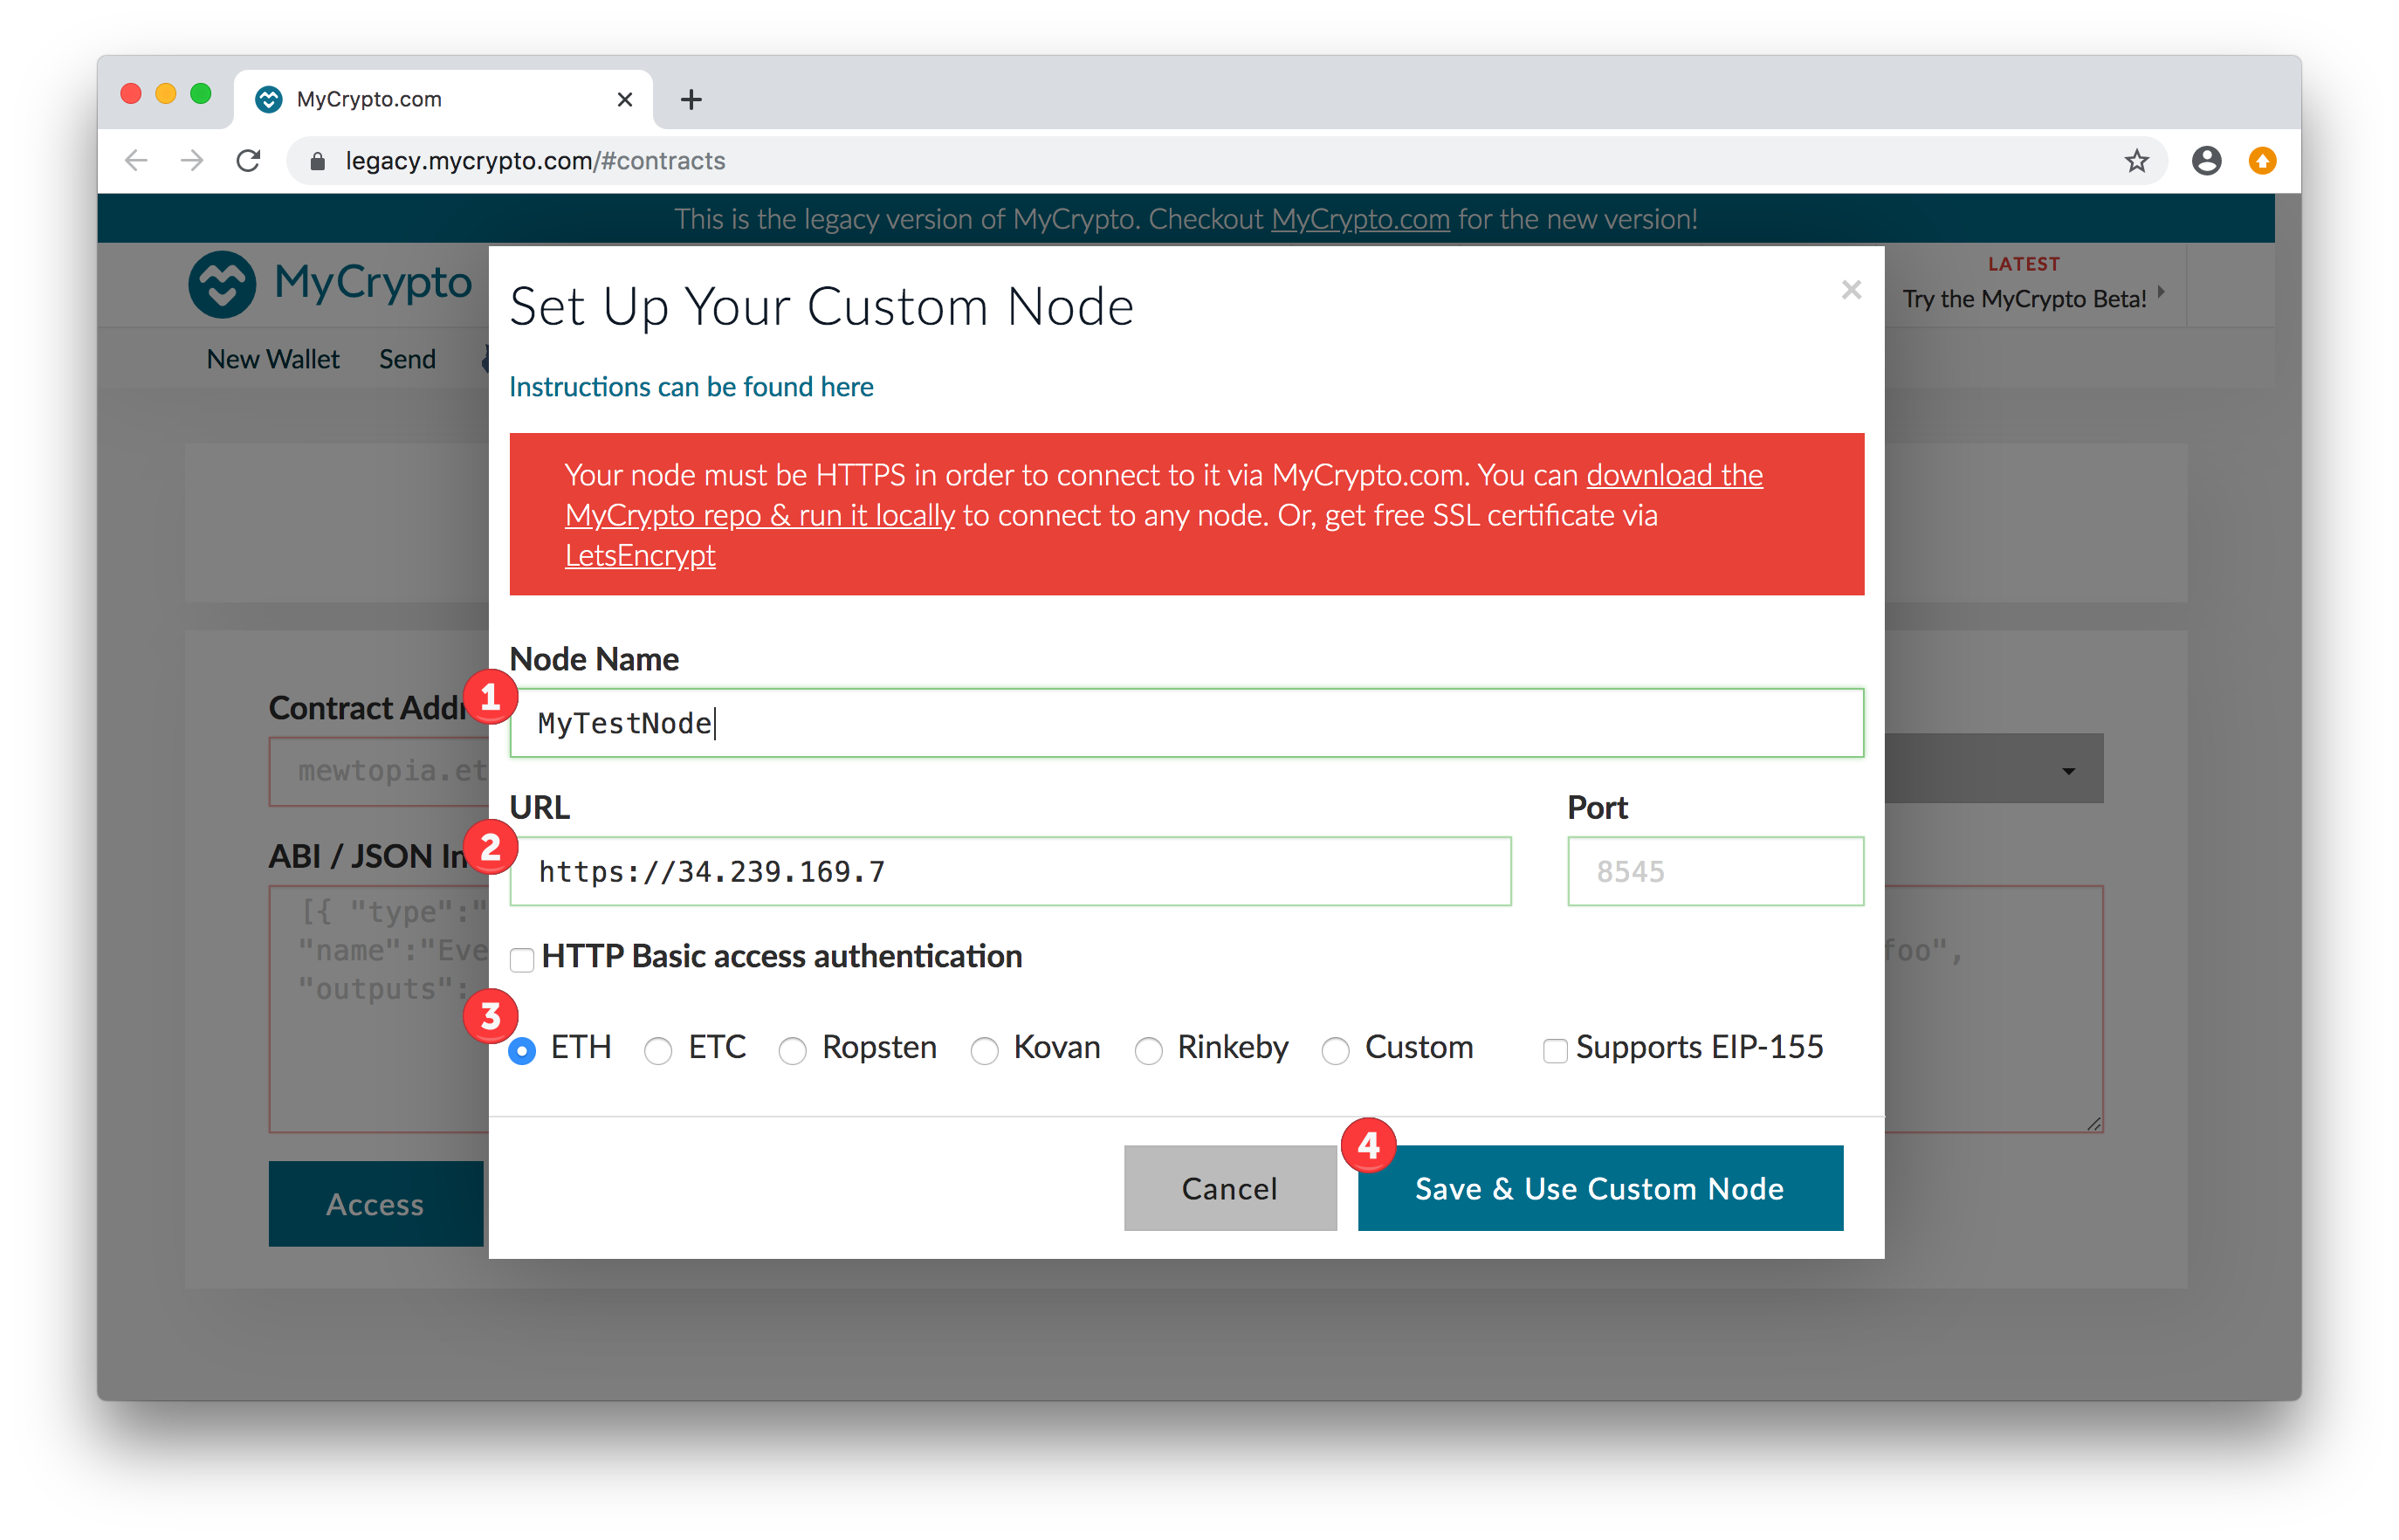 MyCrypto.com
legacy.mycrypto.com/#contracts
This is the legacy version of MyCrypto. Checkout MyCrypto.com for the new version!
MyCrypto
LATEST
Try the MyCrypto Beta!
New Wallet Send
Set Up Your Custom Node
Instructions can be found here
Your node must be HTTPS in order to connect to it via MyCrypto.com. You can download the
MyCrypto repo & run it locally to connect to any node. Or, get free SSL certificate via
LetsEncrypt
Node Name
1
MyTestNode
URL
Port
2
https://34.239.169.7
8545
HTTP Basic access authentication
3
ETH ETC Ropsten Kovan Rinkeby Custom Supports EIP-155
4
Cancel
Save & Use Custom Node
Contract Addr
mewtopia.et
ABI / JSON In
[{ "type":"
"name":"Eve
foo",
"outputs":
Access